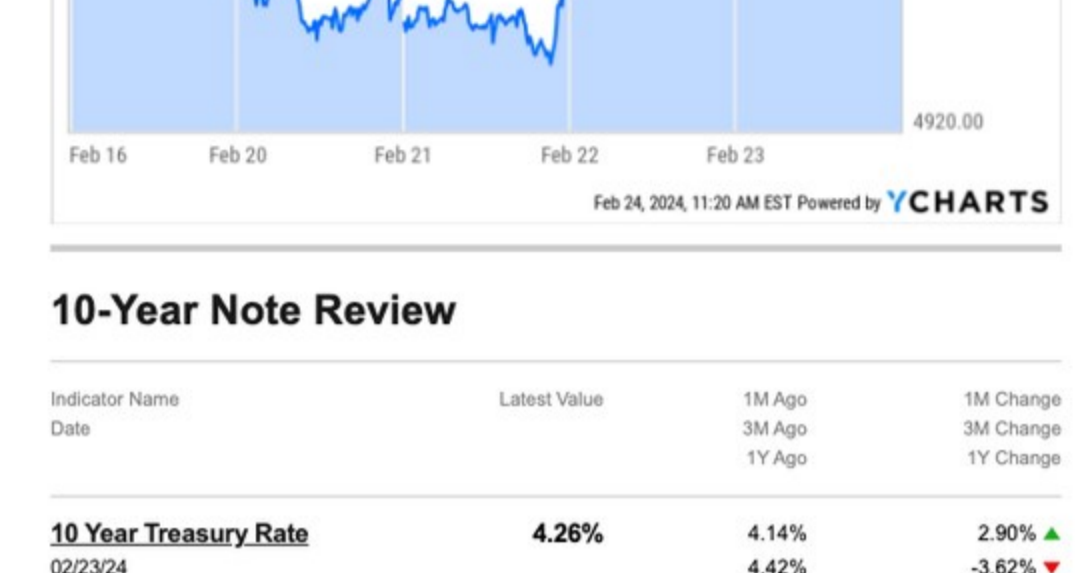 4920.00
Feb 16 Feb 20 Feb 21 Feb 22 Feb 23
Feb 24, 2024, 11:20 AM EST Powered by YCHARTS
10-Year Note Review
Indicator Name Latest Value 1M Ago 1M Change
Date 3M Ago 3M Change
1Y Ago 1Y Change
10 Year Treasury Rate 4.26% 4.14% 2.90%
02/23/24 4.42% -3.62%